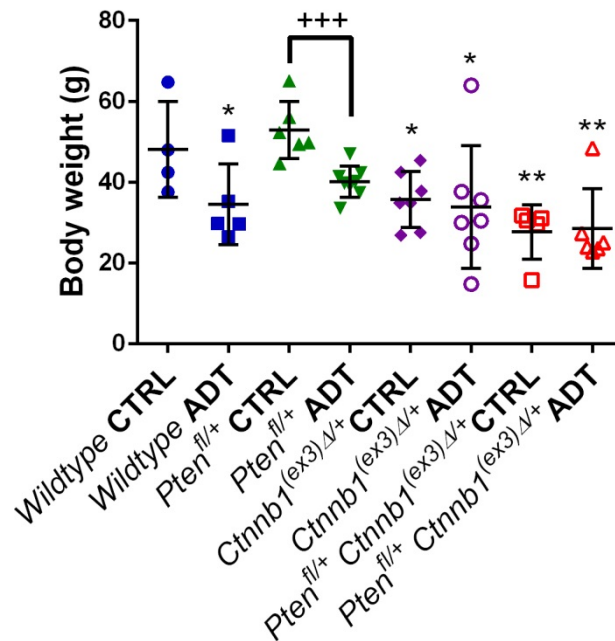 Body weight (g)
80
60
40
20
0
+++
*
*
*
**
**
Wildtype CTRL
Wildtype ADT
Pten^fl/+ CTRL
Pten^fl/+ ADT
Ctnnb1^(ex3)Δ/+ CTRL
Ctnnb1^(ex3)Δ/+ ADT
Pten^fl/+ Ctnnb1^(ex3)Δ/+ CTRL
Pten^fl/+ Ctnnb1^(ex3)Δ/+ ADT